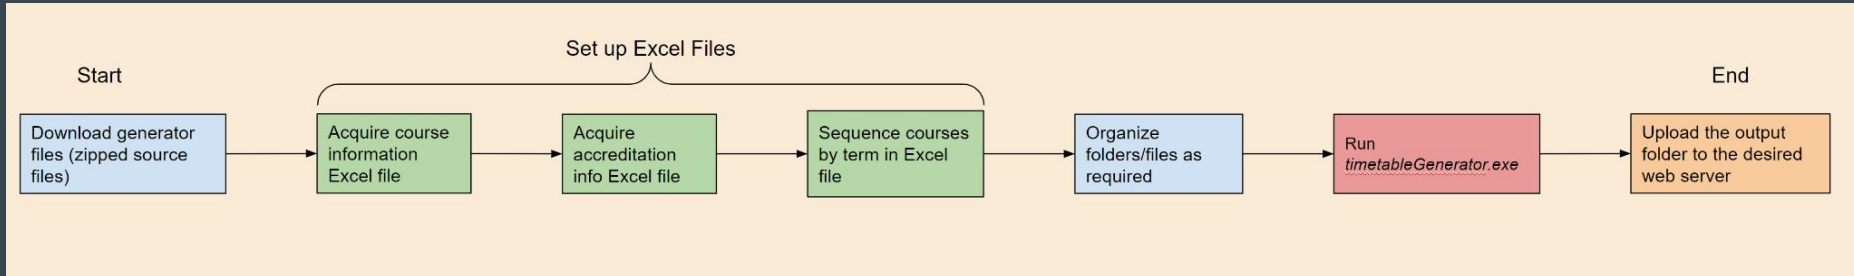 Set up Excel Files
Start
End
Download generator
files (zipped source
files)
Acquire course
information
Excel file
Acquire
accreditation
info Excel file
Sequence courses
by term in Excel
file
Organize
folders/files as
required
Run
timetableGenerator.exe
Upload the output
folder to the desired
web server